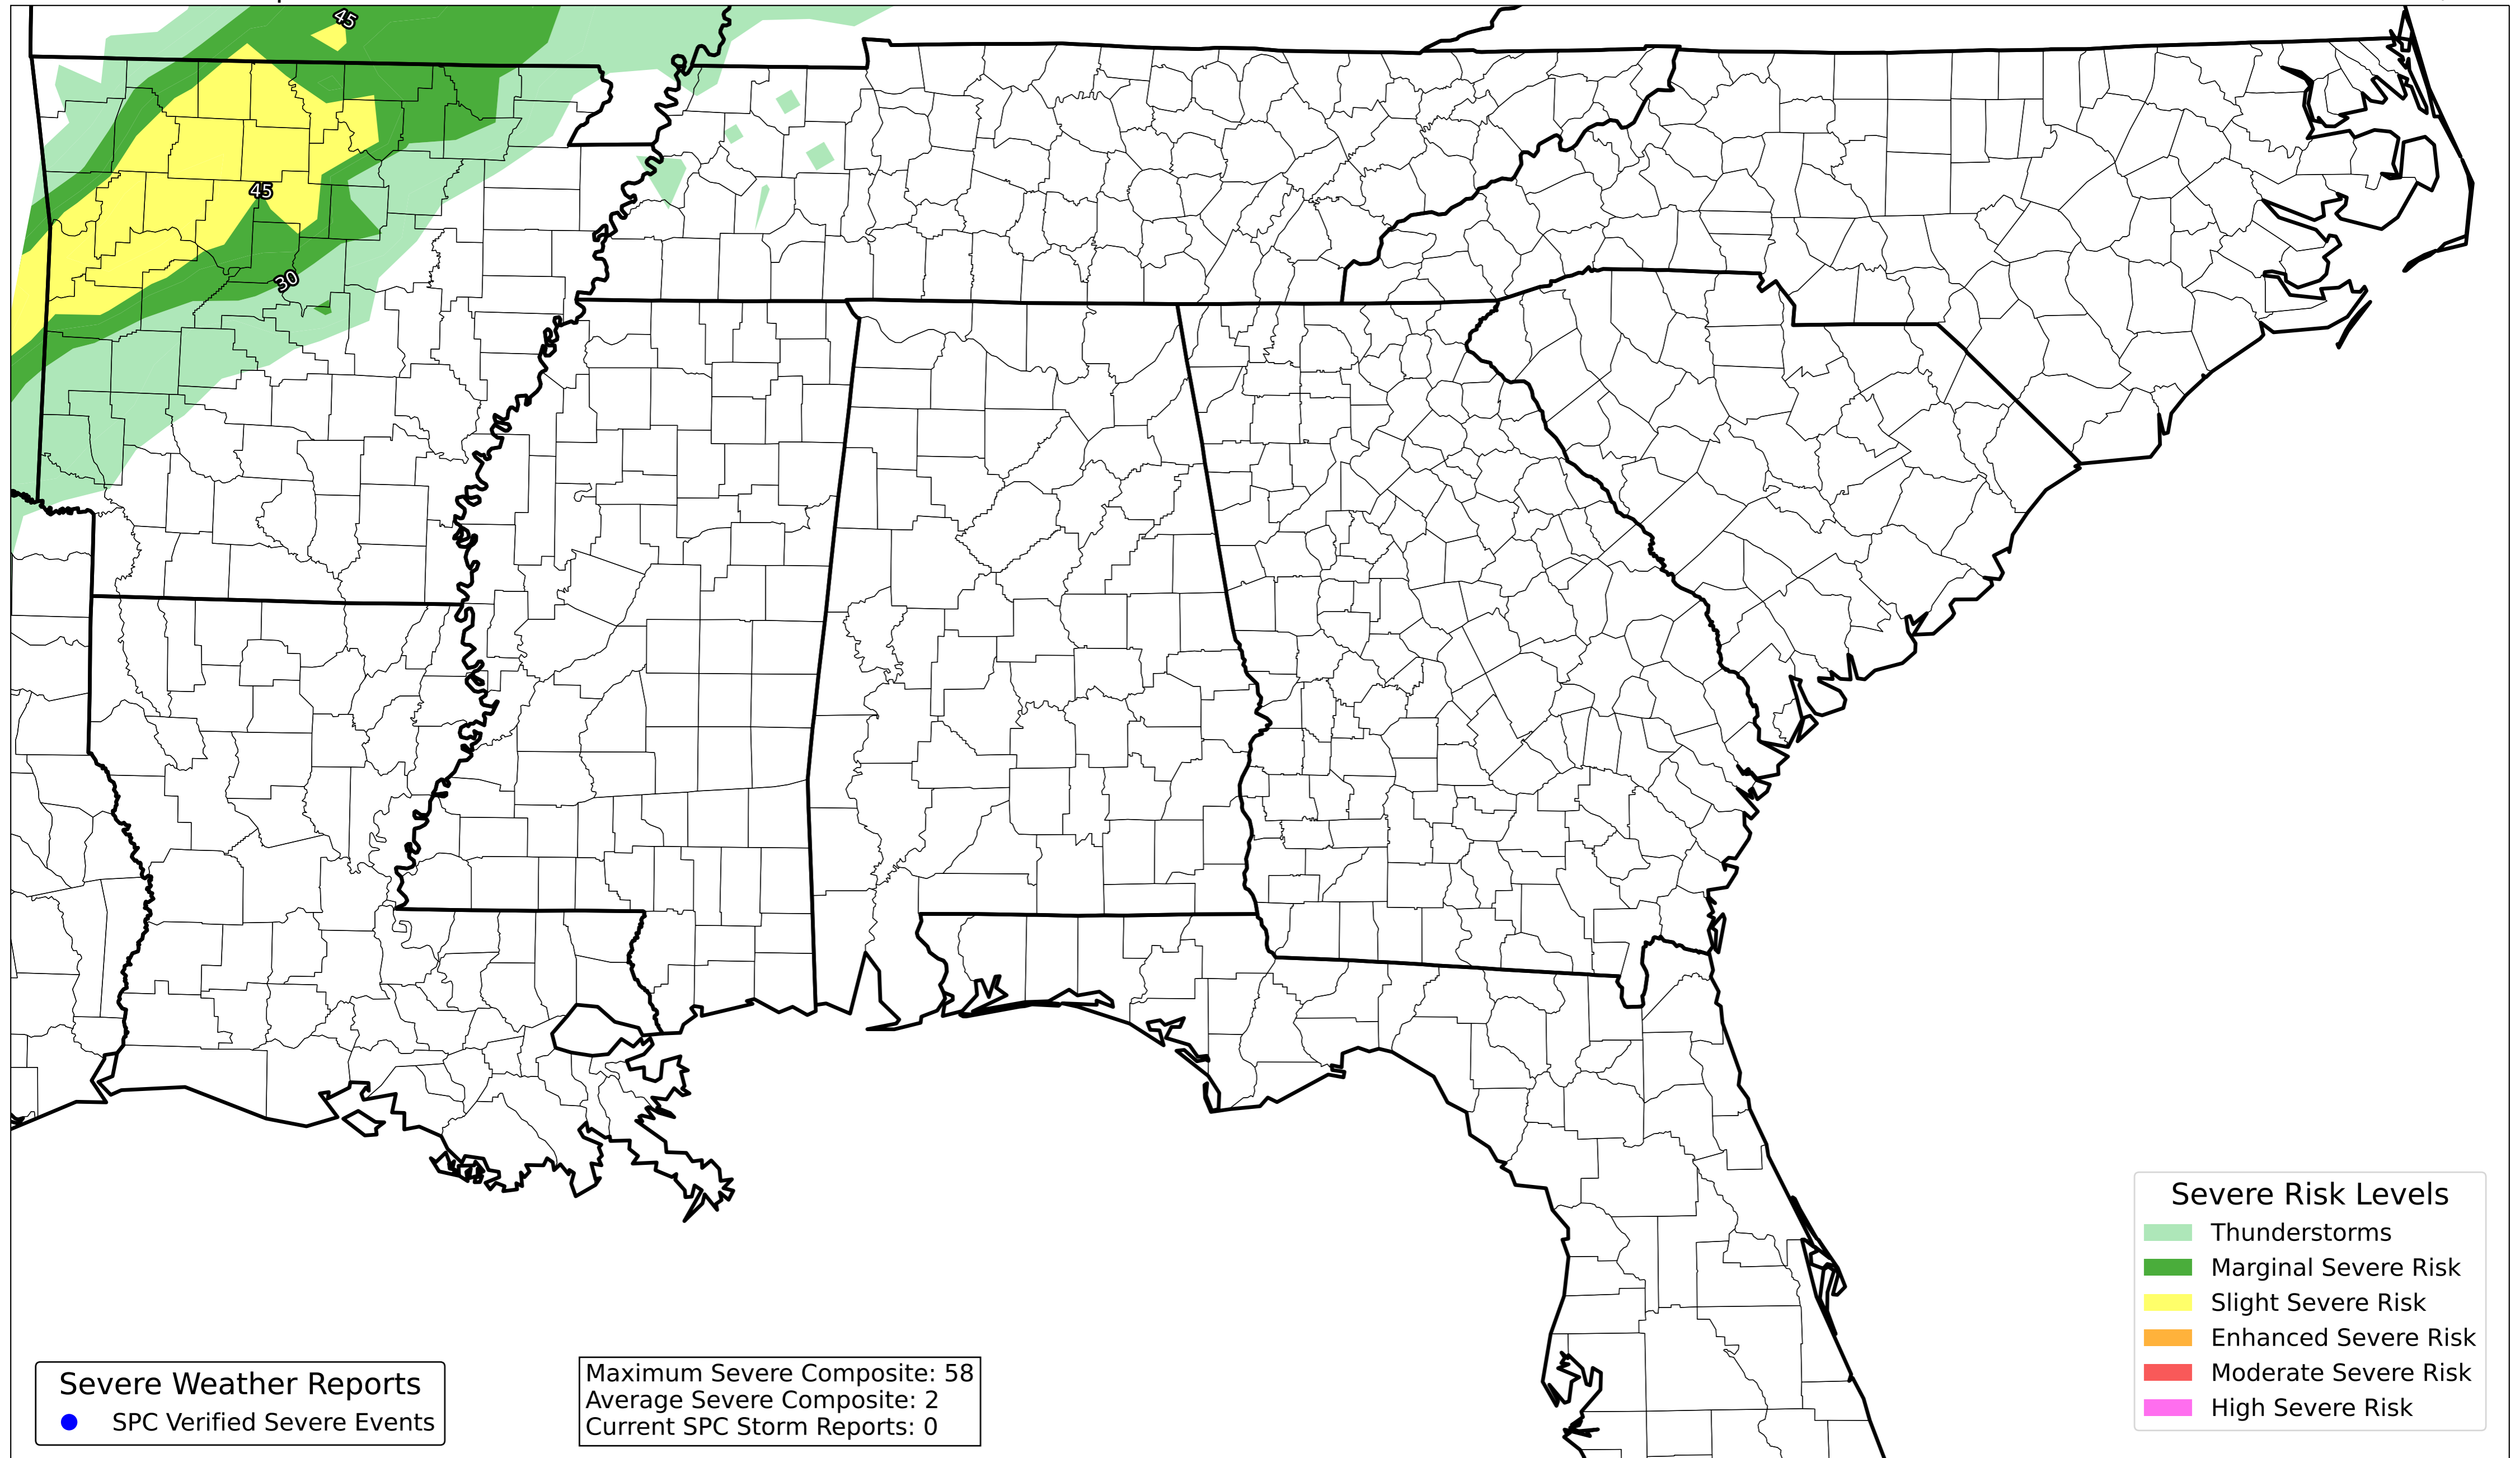 45
45
30
Severe Risk Levels
Thunderstorms
Marginal Severe Risk
Slight Severe Risk
Enhanced Severe Risk
Moderate Severe Risk
High Severe Risk
Severe Weather Reports
SPC Verified Severe Events
Maximum Severe Composite: 58
Average Severe Composite: 2
Current SPC Storm Reports: 0